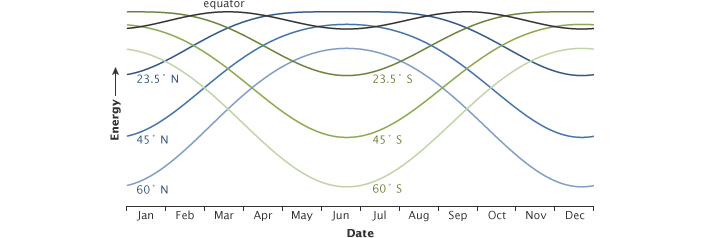 equator
23.5° N
23.5° S
Energy
45° N
45° S
60° N
60° S
Jan Feb Mar Apr May Jun Jul Aug Sep Oct Nov Dec
Date